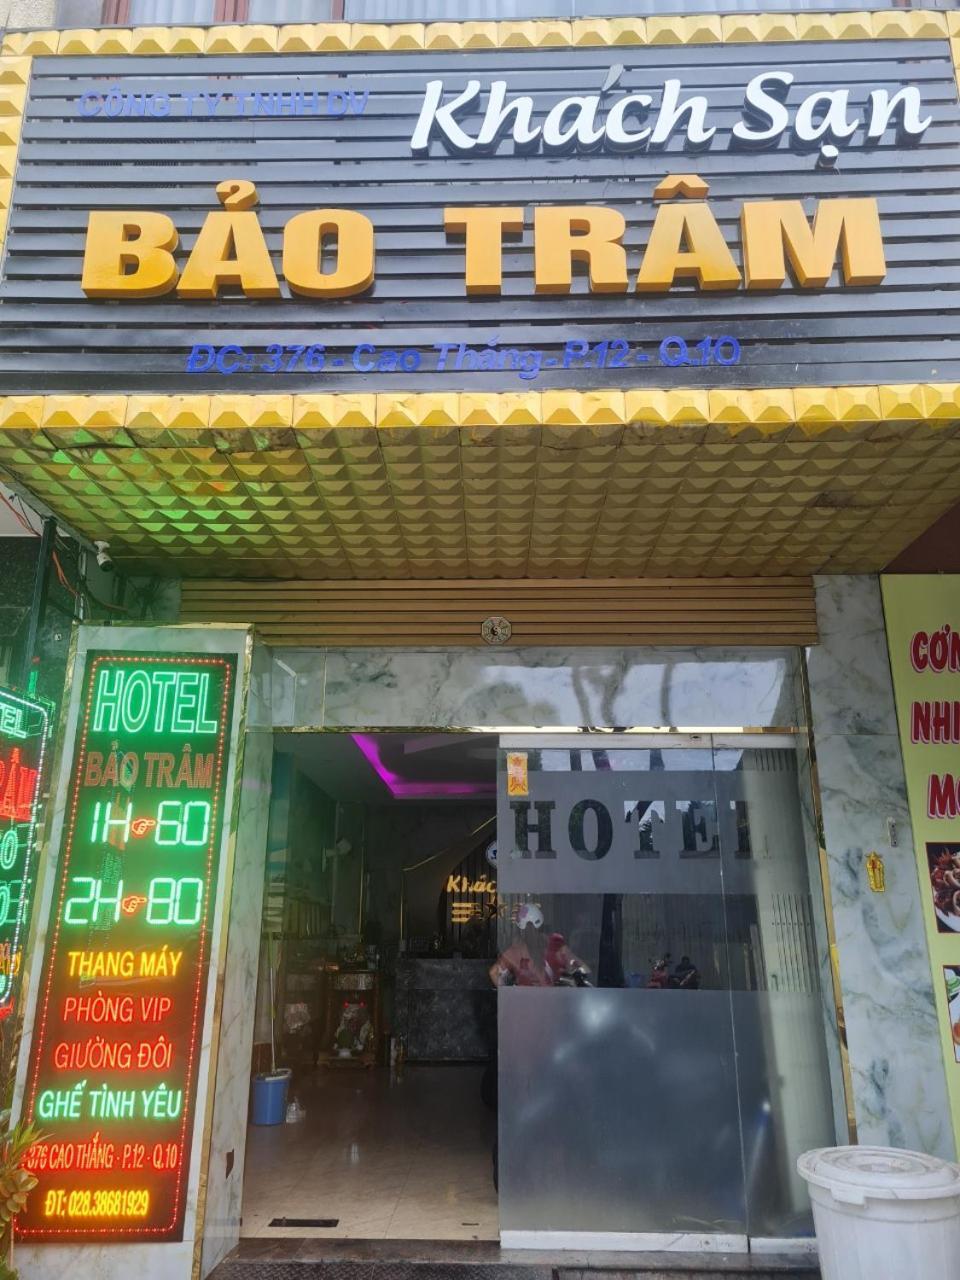 CÔNG TY TNHH DV
Khách Sạn
BẢO TRÂM
ĐC: 376 - Cao Thắng - P.12 - Q.10
HOTEL
BẢO TRÂM
1H 60
2H 80
THANG MÁY
PHÒNG VIP
GIƯỜNG ĐÔI
GHẾ TÌNH YÊU
376 CAO THẮNG - P.12 - Q.10
ĐT: 028.38681929
HOTEL